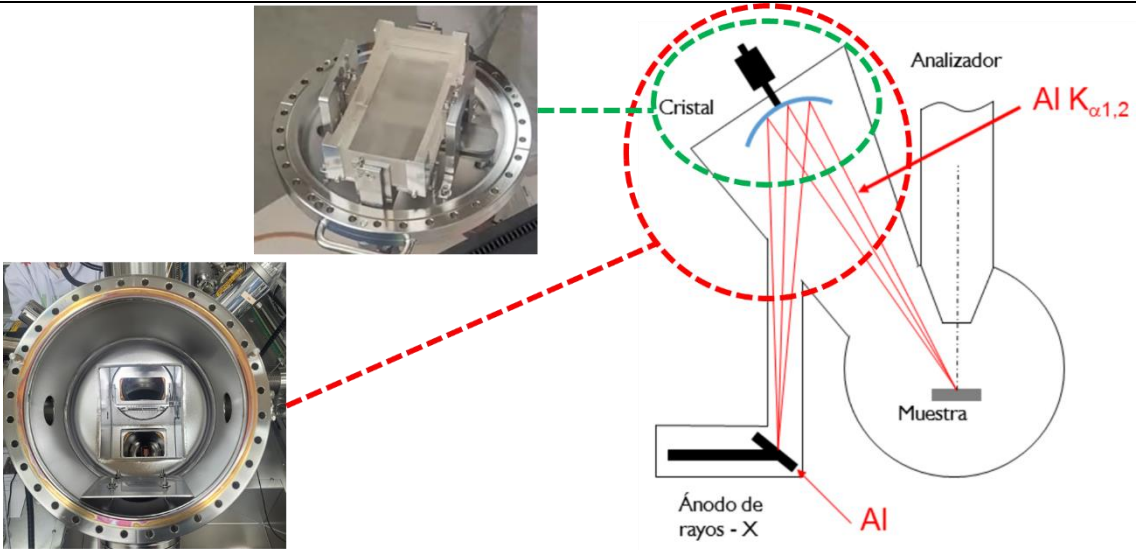 Cristal
Analizador
Al Kα1,2
Muestra
Ánodo de
rayos - X
Al